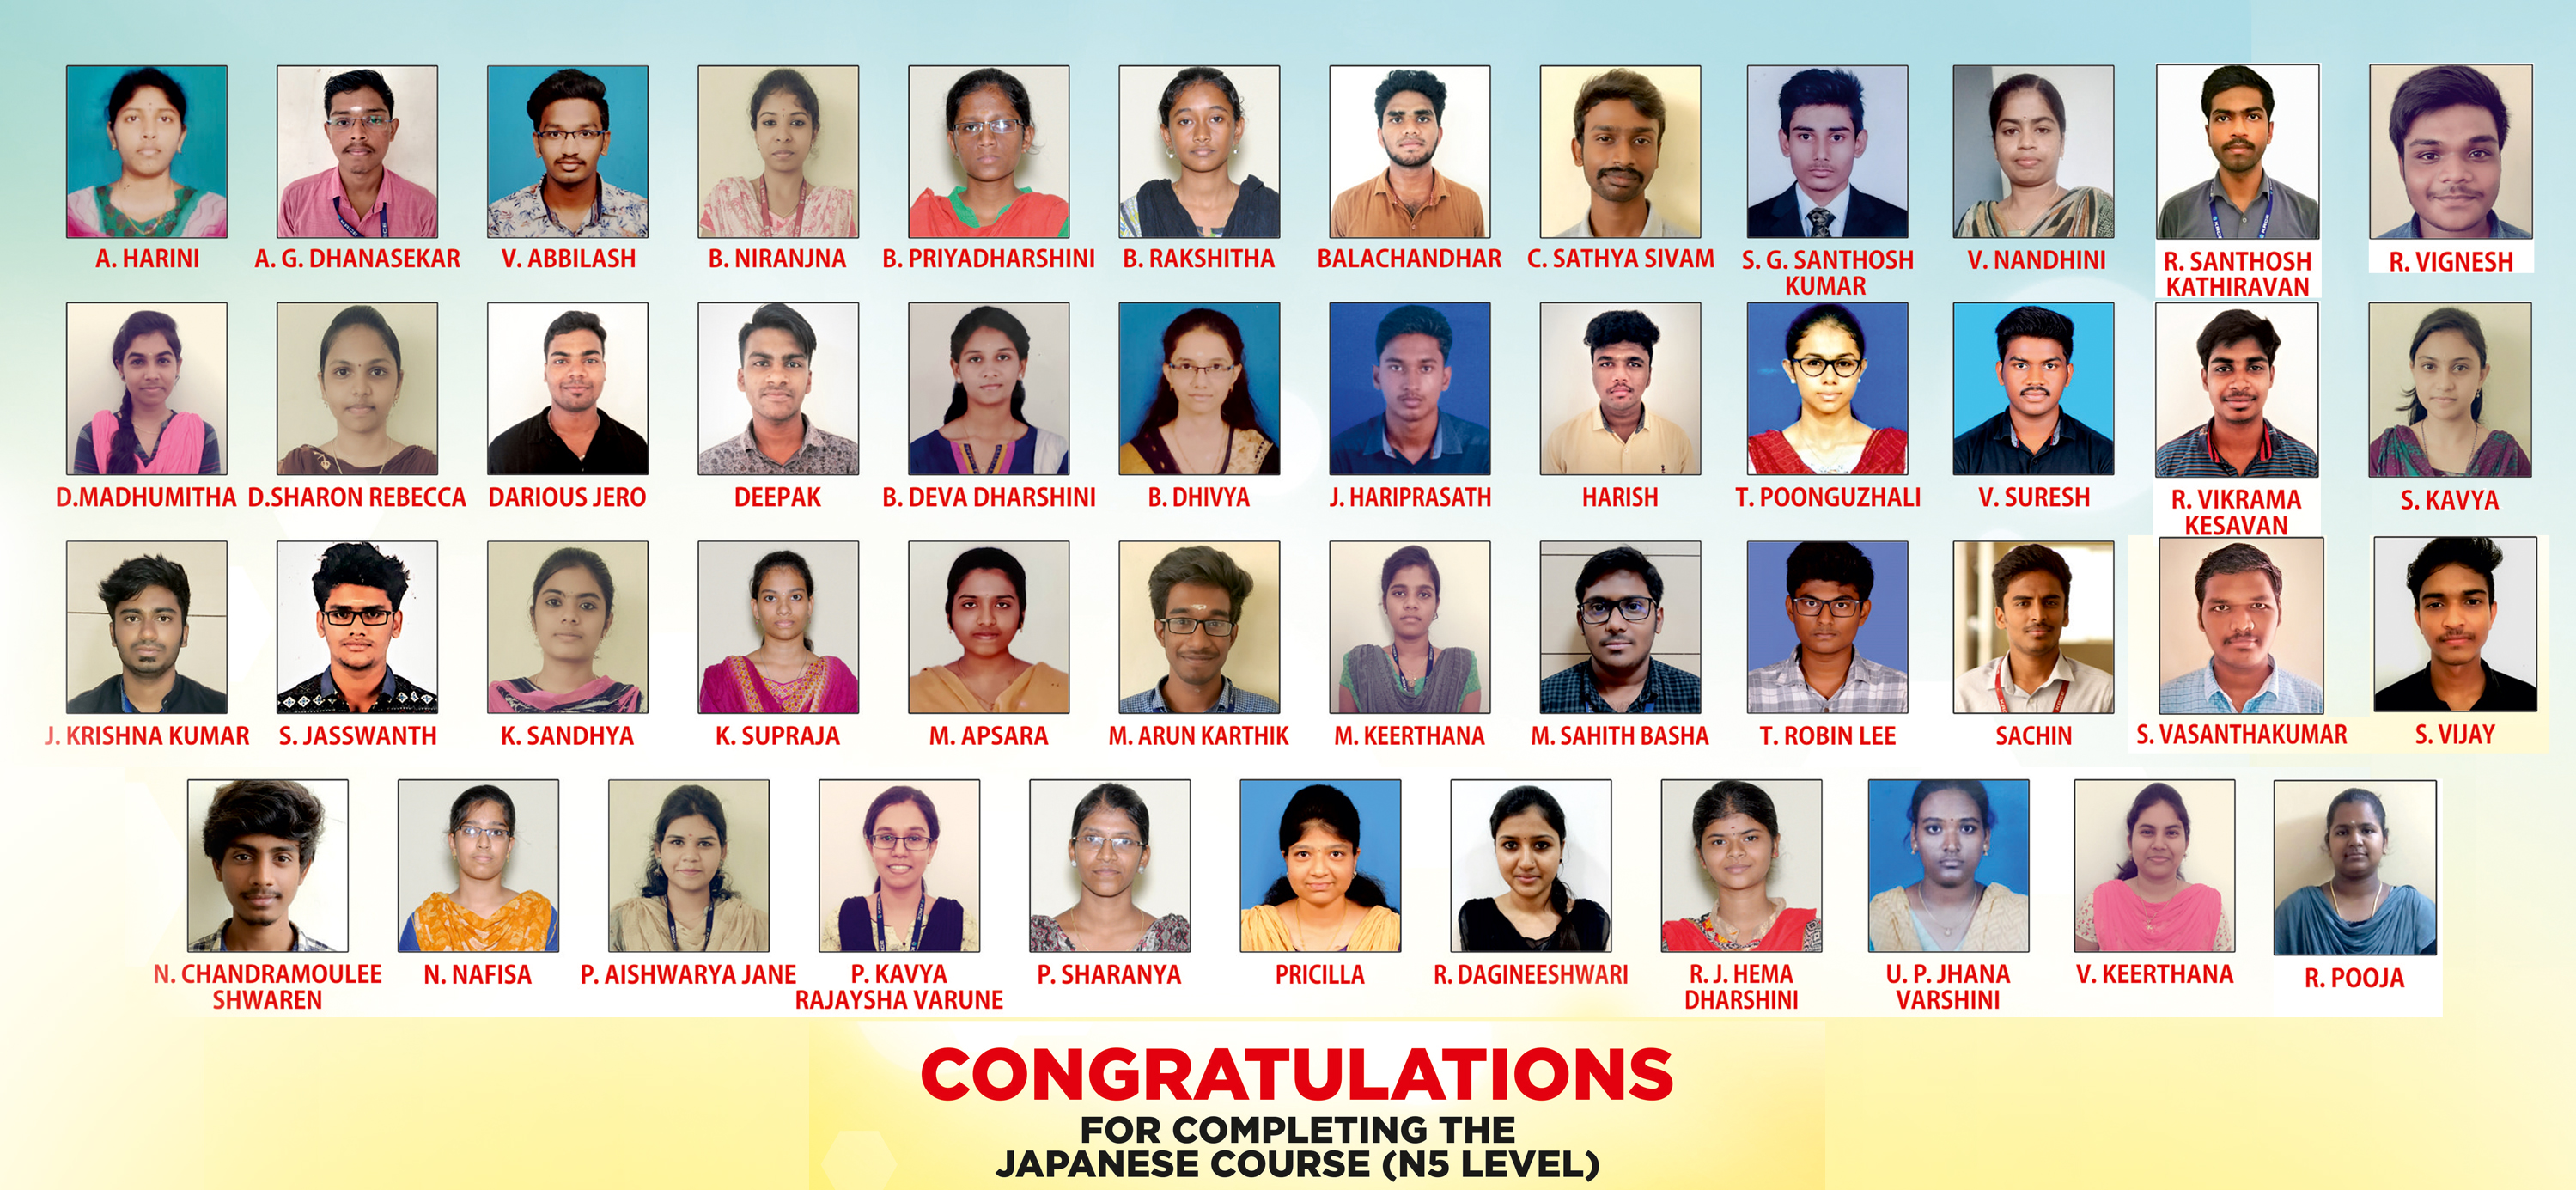 A. HARINI
A. G. DHANASEKAR
V. ABBILASH
B. NIRANJNA
B. PRIYADHARSHINI
B. RAKSHITHA
BALACHANDHAR
C. SATHYA SIVAM
S. G. SANTHOSH
KUMAR
V. NANDHINI
R. SANTHOSH
KATHIRAVAN
R. VIGNESH
D.MADHUMITHA
D.SHARON REBECCA
DARIOUS JERO
DEEPAK
B. DEVA DHARSHINI
B. DHIVYA
J. HARIPRASATH
HARISH
T. POONGUZHALI
V. SURESH
R. VIKRAMA
KESAVAN
S. KAVYA
J. KRISHNA KUMAR
S. JASSWANTH
K. SANDHYA
K. SUPRAJA
M. APSARA
M. ARUN KARTHIK
M. KEERTHANA
M. SAHITH BASHA
T. ROBIN LEE
SACHIN
S. VASANTHAKUMAR
S. VIJAY
N. CHANDRAMOULEE
SHWAREN
N. NAFISA
P. AISHWARYA JANE
P. KAVYA
RAJAYSHA VARUNE
P. SHARANYA
PRICILLA
R. DAGINEESHWARI
R. J. HEMA
DHARSHINI
U. P. JHANA
VARSHINI
V. KEERTHANA
R. POOJA
CONGRATULATIONS
FOR COMPLETING THE
JAPANESE COURSE (N5 LEVEL)